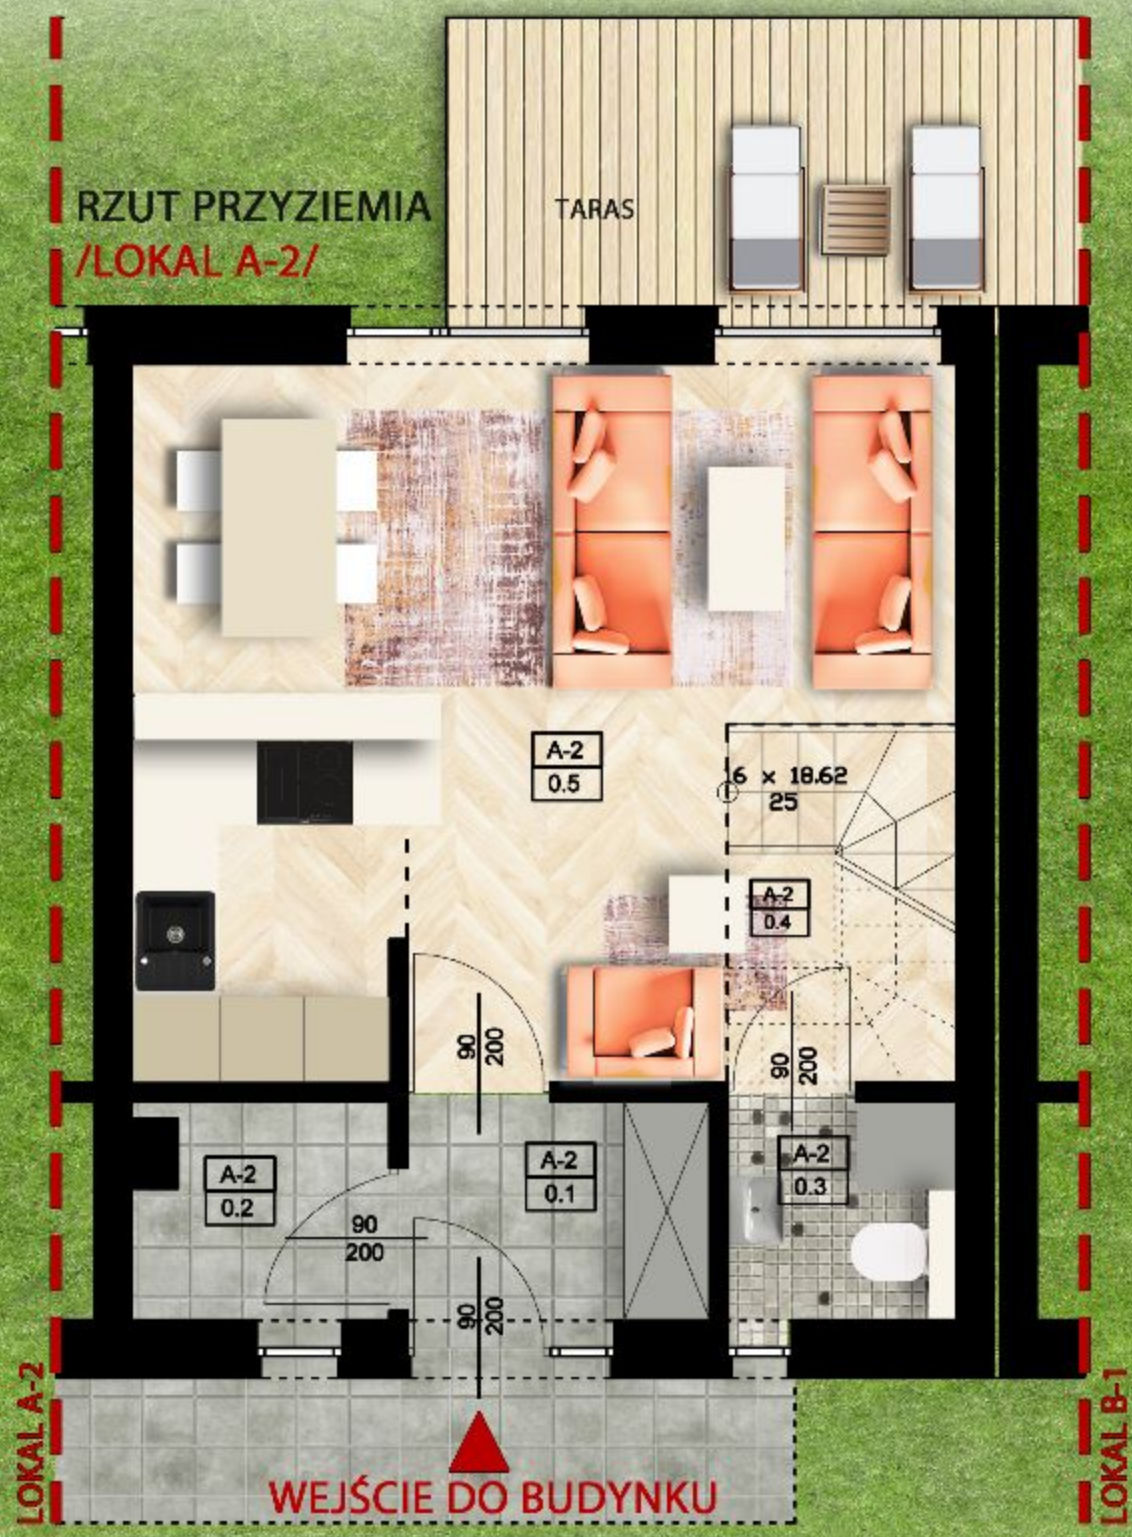 RZUT PRZYZIEMIA
/LOKAL A-2/
TARAS
A-2
0.5
6 x 18.62
25
A-2
0.4
90
200
90
200
A-2
0.2
A-2
0.1
A-2
0.3
90
200
90
200
LOKAL A-2
LOKAL B-1
WEJŚCIE DO BUDYNKU